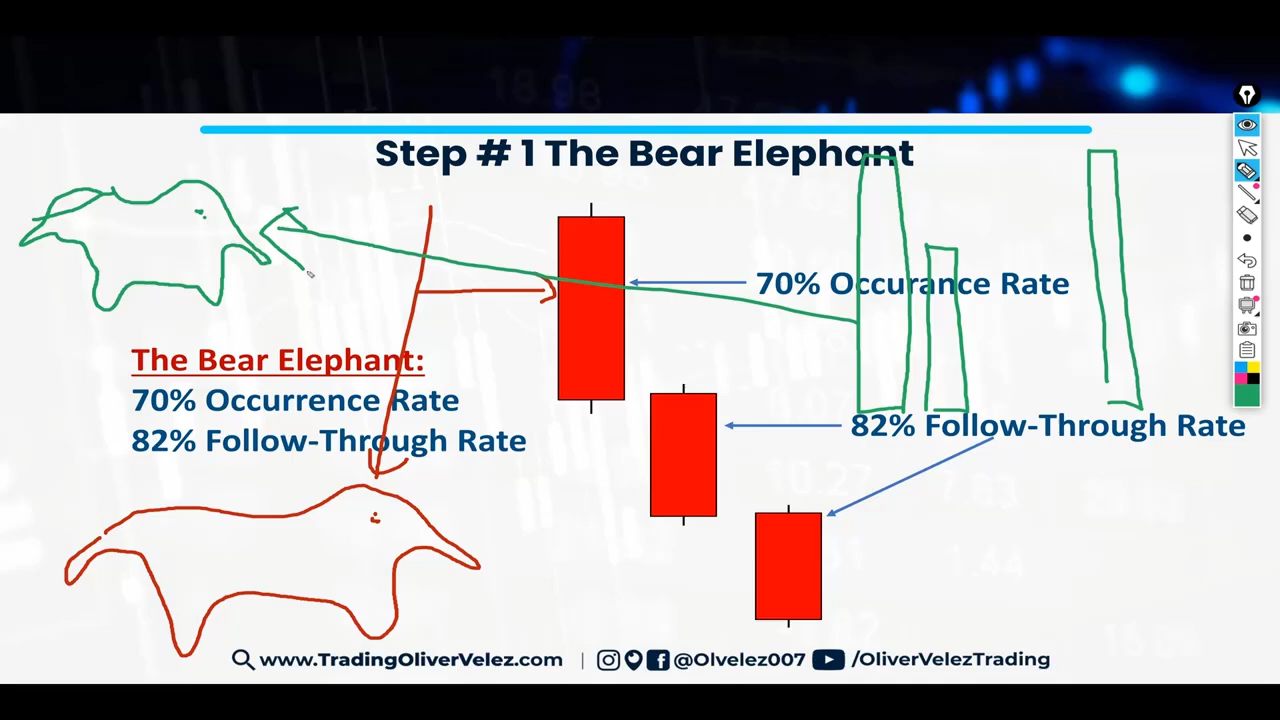 Step # 1 The Bear Elephant
70% Occurance Rate
The Bear Elephant:
70% Occurrence Rate
82% Follow-Through Rate
82% Follow-Through Rate
www.TradingOliverVelez.com | @Olvelez007 /OliverVelezTrading